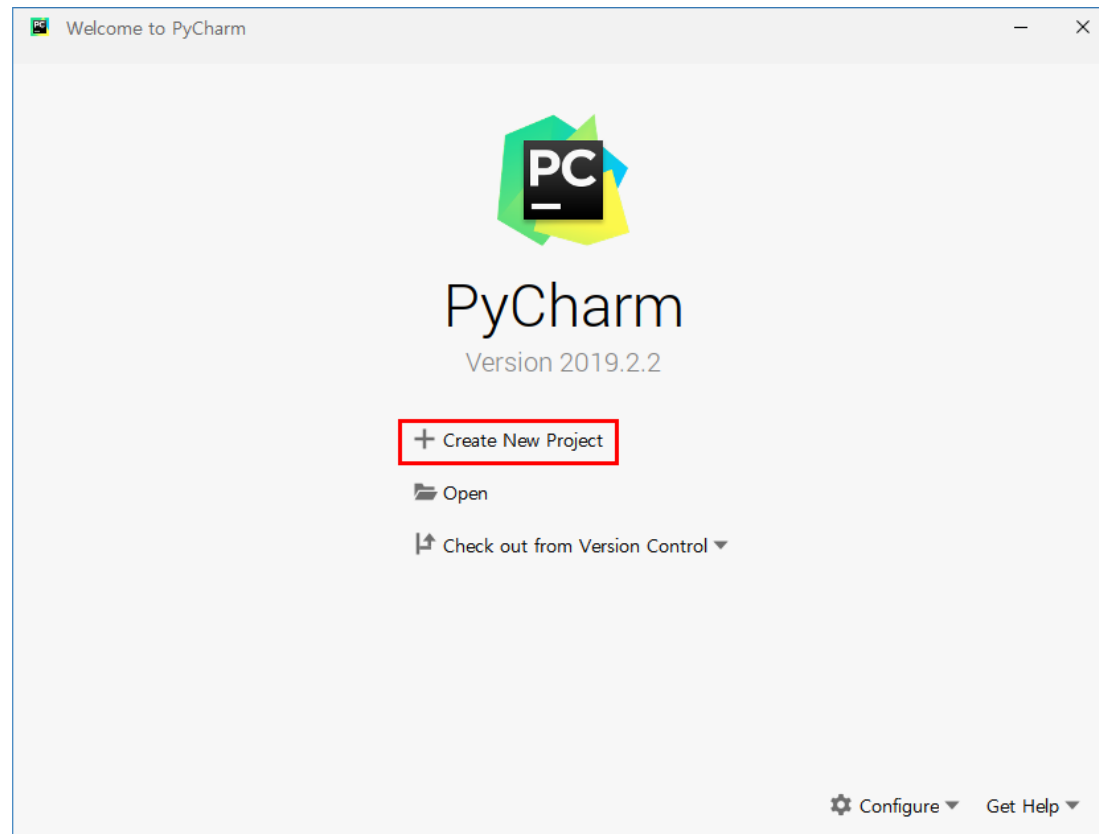 PC Welcome to PyCharm
PC
PyCharm
Version 2019.2.2
Create New Project
Open
Check out from Version Control
Configure Get Help